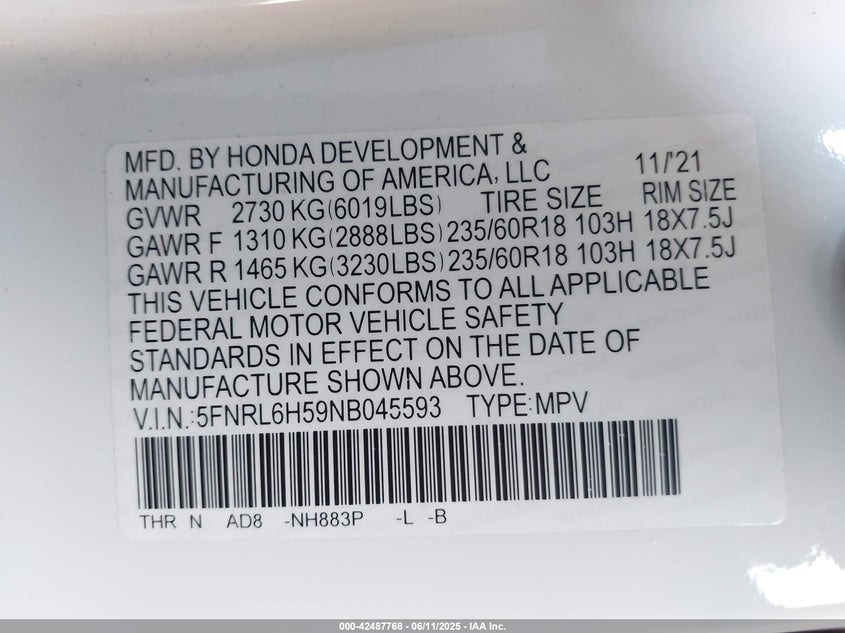 MFD. BY HONDA DEVELOPMENT &
MANUFACTURING OF AMERICA, LLC 11/'21
GVWR 2730 KG(6019LBS) TIRE SIZE RIM SIZE
GAWR F 1310 KG(2888LBS) 235/60R18 103H 18X7.5J
GAWR R 1465 KG(3230LBS) 235/60R18 103H 18X7.5J
THIS VEHICLE CONFORMS TO ALL APPLICABLE
FEDERAL MOTOR VEHICLE SAFETY
STANDARDS IN EFFECT ON THE DATE OF
MANUFACTURE SHOWN ABOVE.
V.I.N.:5FNRL6H59NB045593 TYPE:MPV
THR N AD8 -NH883P -L -B
000-42487768 - 06/11/2025 - IAA Inc.